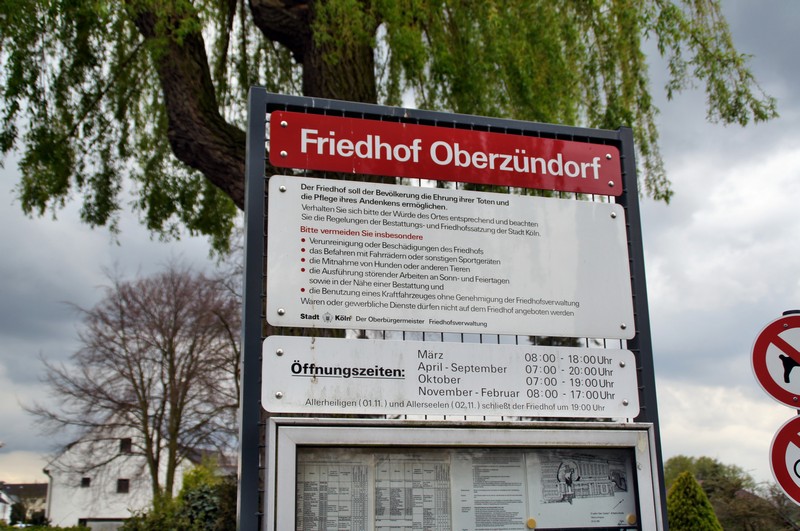 Friedhof Oberzündorf
Der Friedhof soll der Bevölkerung die Ehrung ihrer Toten und
die Pflege ihres Andenkens ermöglichen.
Verhalten Sie sich bitte der Würde des Ortes entsprechend und beachten
Sie die Regelungen der Bestattungs- und Friedhofssatzung der Stadt Köln.
Bitte vermeiden Sie insbesondere
• Verunreinigung oder Beschädigungen des Friedhofs
• das Befahren mit Fahrrädern oder sonstigen Sportgeräten
• die Mitnahme von Hunden oder anderen Tieren
• die Ausführung störender Arbeiten an Sonn- und Feiertagen
sowie in der Nähe einer Bestattung und
• die Benutzung eines Kraftfahrzeuges ohne Genehmigung der Friedhofsverwaltung
Waren oder gewerbliche Dienste dürfen nicht auf dem Friedhof angeboten werden
Stadt Köln Der Oberbürgermeister Friedhofsverwaltung
Öffnungszeiten:
März 08:00 - 18:00 Uhr
April - September 07:00 - 20:00 Uhr
Oktober 07:00 - 19:00 Uhr
November - Februar 08:00 - 17:00 Uhr
Allerheiligen (01.11.) und Allerseelen (02.11.) schließt der Friedhof um 19:00 Uhr